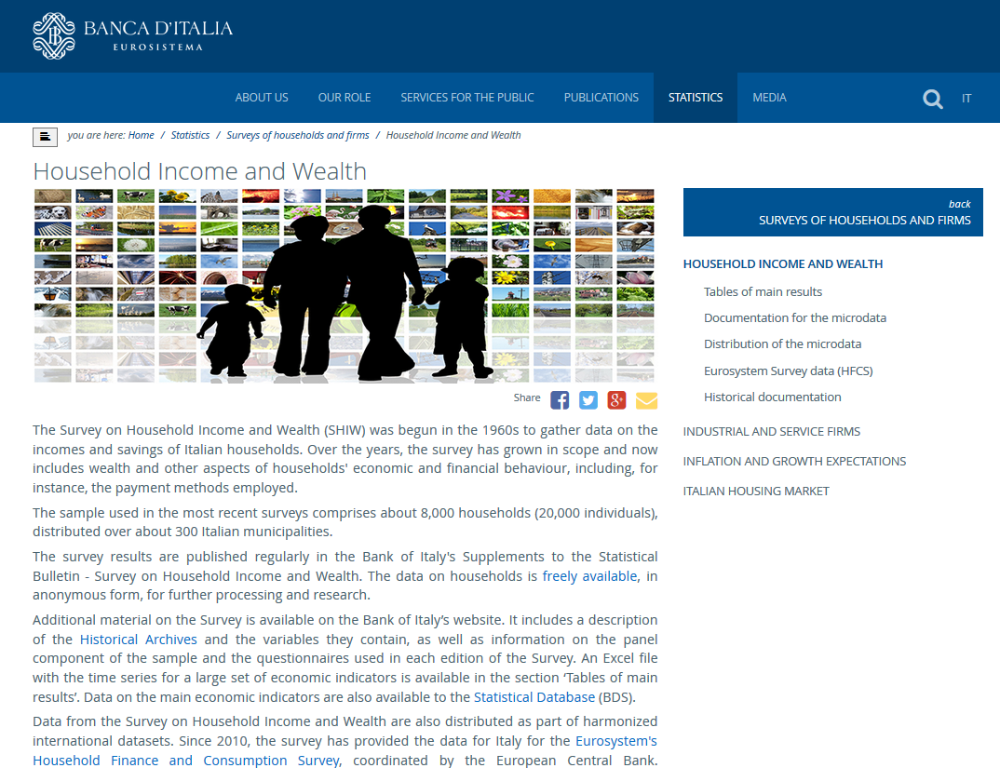 BANCA D'ITALIA
EUROSISTEMA
ABOUT US
OUR ROLE
SERVICES FOR THE PUBLIC
PUBLICATIONS
STATISTICS
MEDIA
IT
you are here: Home / Statistics / Surveys of households and firms / Household Income and Wealth
Household Income and Wealth
Share
The Survey on Household Income and Wealth (SHIW) was begun in the 1960s to gather data on the
incomes and savings of Italian households. Over the years, the survey has grown in scope and now
includes wealth and other aspects of households' economic and financial behaviour, including, for
instance, the payment methods employed.
The sample used in the most recent surveys comprises about 8,000 households (20,000 individuals),
distributed over about 300 Italian municipalities.
The survey results are published regularly in the Bank of Italy's Supplements to the Statistical
Bulletin - Survey on Household Income and Wealth. The data on households is freely available, in
anonymous form, for further processing and research.
Additional material on the Survey is available on the Bank of Italy’s website. It includes a description
of the Historical Archives and the variables they contain, as well as information on the panel
component of the sample and the questionnaires used in each edition of the Survey. An Excel file
with the time series for a large set of economic indicators is available in the section ‘Tables of main
results’. Data on the main economic indicators are also available to the Statistical Database (BDS).
Data from the Survey on Household Income and Wealth are also distributed as part of harmonized
international datasets. Since 2010, the survey has provided the data for Italy for the Eurosystem's
Household Finance and Consumption Survey, coordinated by the European Central Bank.
back
SURVEYS OF HOUSEHOLDS AND FIRMS
HOUSEHOLD INCOME AND WEALTH
Tables of main results
Documentation for the microdata
Distribution of the microdata
Eurosystem Survey data (HFCS)
Historical documentation
INDUSTRIAL AND SERVICE FIRMS
INFLATION AND GROWTH EXPECTATIONS
ITALIAN HOUSING MARKET